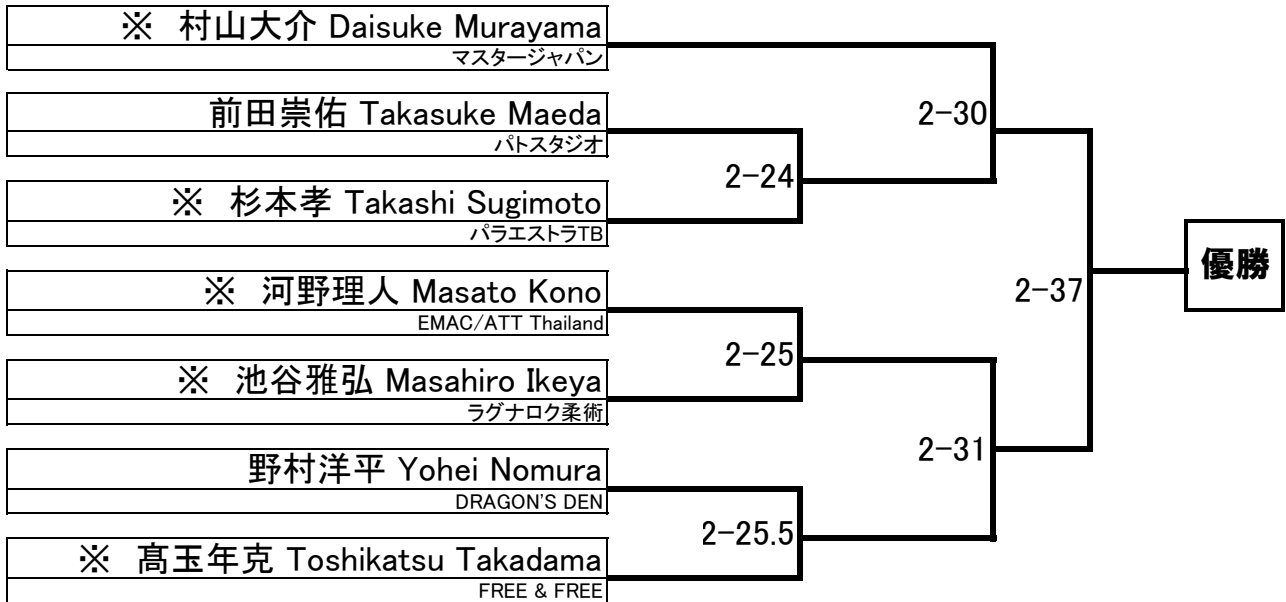 ※ 村山大介 Daisuke Murayama
マスタージャパン
前田崇佑 Takasuke Maeda
パトスタジオ
※ 杉本孝 Takashi Sugimoto
パラエストラTB
※ 河野理人 Masato Kono
EMAC/ATT Thailand
※ 池谷雅弘 Masahiro Ikeya
ラグナロク柔術
野村洋平 Yohei Nomura
DRAGON'S DEN
※ 髙玉年克 Toshikatsu Takadama
FREE & FREE
2-24
2-25
2-25.5
2-30
2-31
2-37
優勝